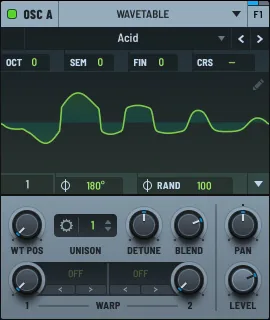 OSC A WAVETABLE F1
Acid
OCT 0 SEM 0 FIN 0 CRS --
1 180° RAND 100
1
WT POS UNISON DETUNE BLEND PAN
OFF OFF
1 WARP 2 LEVEL